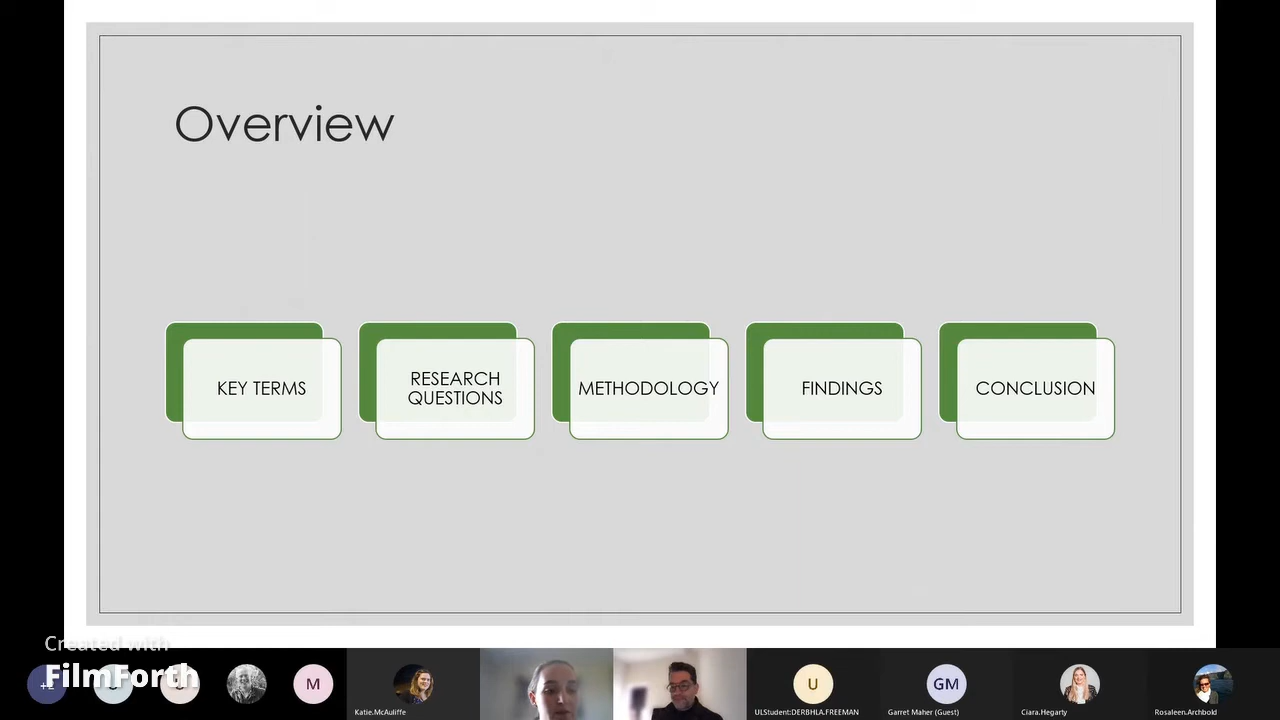 Overview
KEY TERMS
RESEARCH
QUESTIONS
METHODOLOGY
FINDINGS
CONCLUSION
Created with
FilmForth
M
Katie.McAuliffe
U
ULStudent:DERBHLA.FREEMAN
GM
Garret Maher (Guest)
Ciara.Hegarty
Rosaleen.Archbold